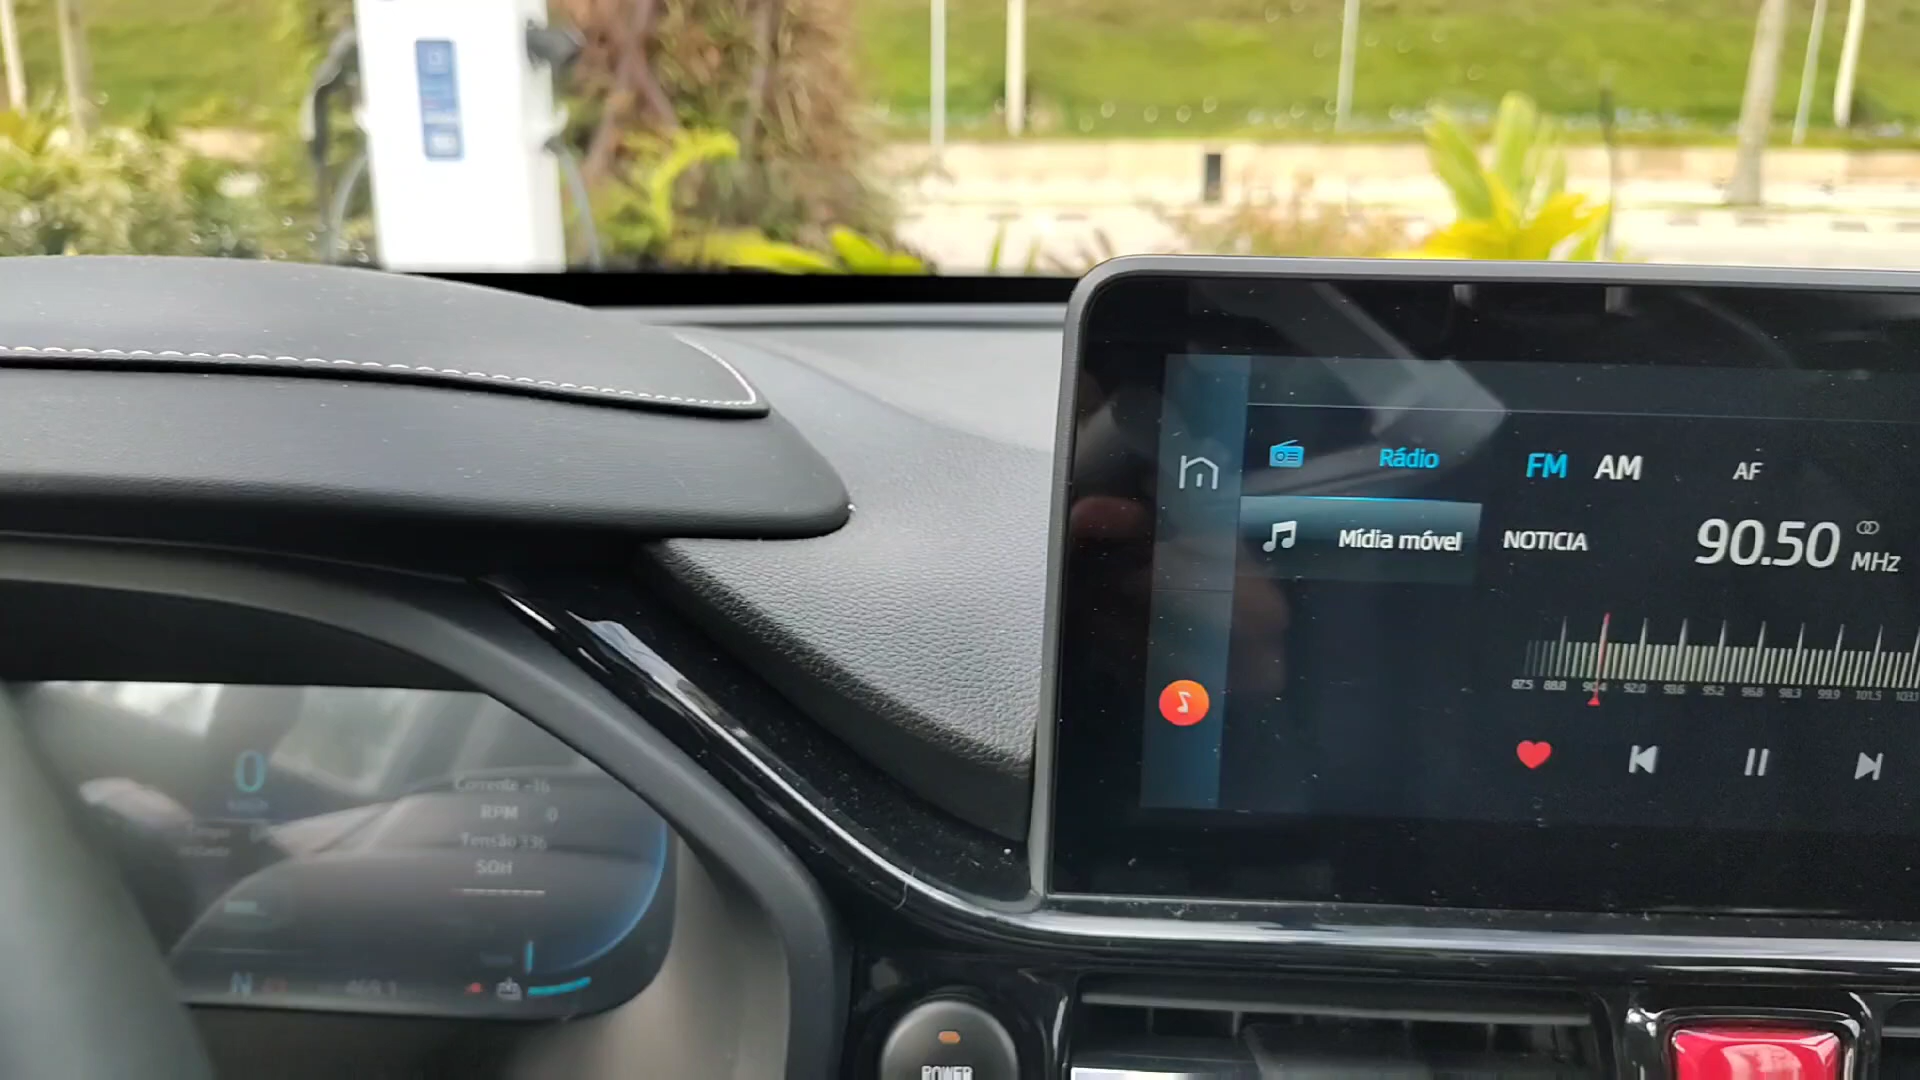 Rádio
FM AM
AF
Mídia móvel
NOTICIA
90.50
MHz
87.5 88.8 90.4 92.0 93.6 95.2 96.8 98.3 99.9 101.5 103.1
0
Corrente -16
RPM 0
Tensão 336
SOH
N
POWER